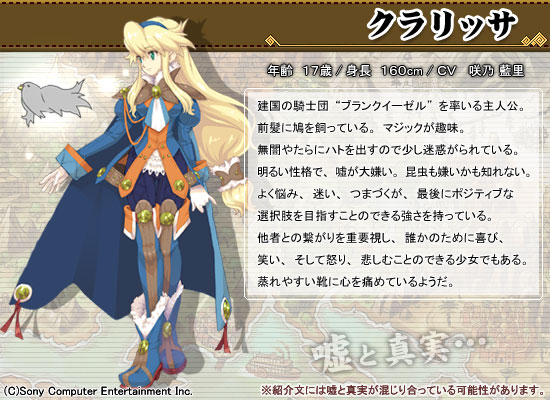 クラリッサ
年齢 17歳 / 身長 160cm / CV 咲乃 藍里
建国の騎士団“ブランクイーゼル”を率いる主人公。
前髪に鳩を飼っている。マジックが趣味。
無闇やたらにハトを出すので少し迷惑がられている。
明るい性格で、嘘が大嫌い。昆虫も嫌いかも知れない。
よく悩み、迷い、つまづくが、最後にポジティブな
選択肢を目指すことのできる強さを持っている。
他者との繋がりを重要視し、誰かのために喜び、
笑い、そして怒り、悲しむことのできる少女でもある。
蒸れやすい靴に心を痛めているようだ。
嘘と真実…
(C)Sony Computer Entertainment Inc.
※紹介文には嘘と真実が混じり合っている可能性があります。